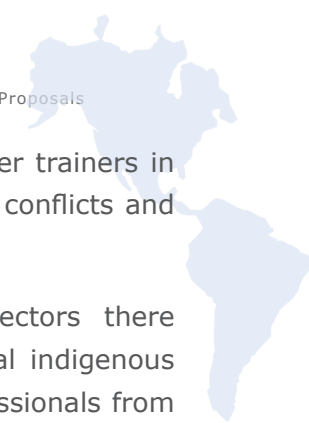 Proposals
er trainers in
conflicts and
ectors there
al indigenous
ssionals from